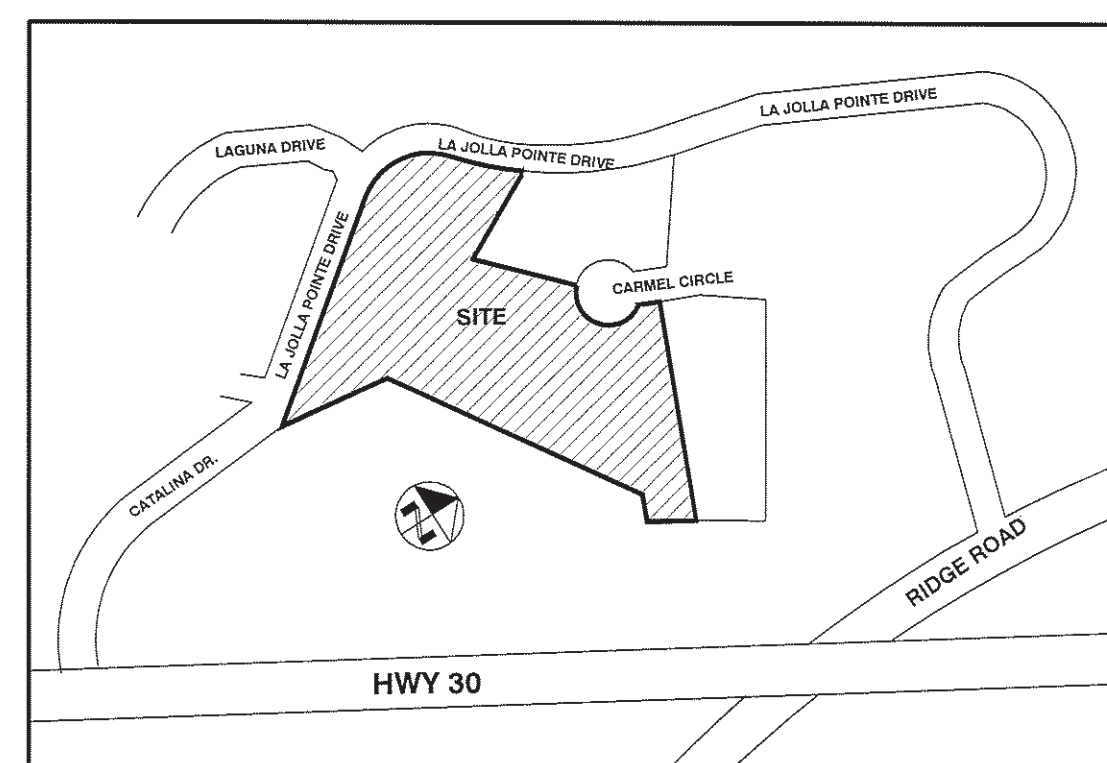 LA JOLLA POINTE DRIVE
LAGUNA DRIVE
LA JOLLA POINTE DRIVE
LA JOLLA POINTE DRIVE
CARMEL CIRCLE
SITE
CATALINA DR.
N
RIDGE ROAD
HWY 30